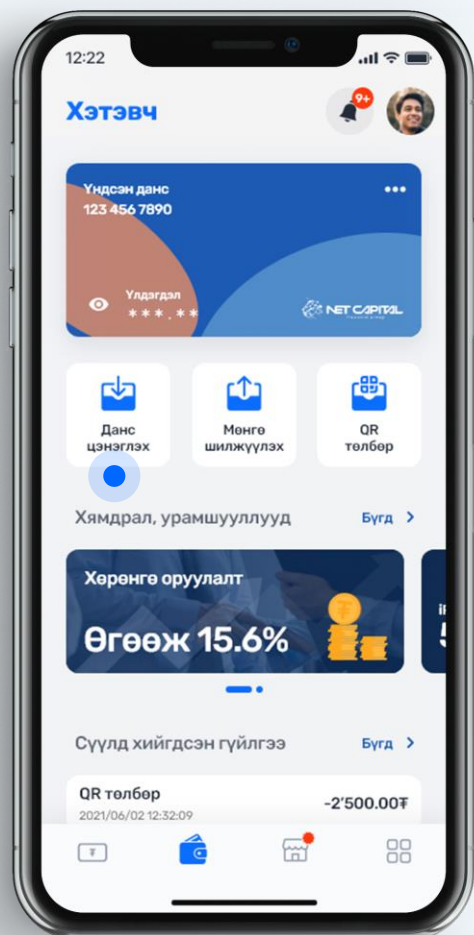 12:22
Хэтэвч
9+
Үндсэн данс
123 456 7890
Үлдэгдэл
***.**
NET CAPITAL
Данс цэнэглэх
Мөнгө шилжүүлэх
QR төлбөр
Хямдрал, урамшууллууд
Бүгд >
Хөрөнгө оруулалт
Өгөөж 15.6%
Сүүлд хийгдсэн гүйлгээ
Бүгд >
QR төлбөр
2021/06/02 12:32:09
-2'500.00₮